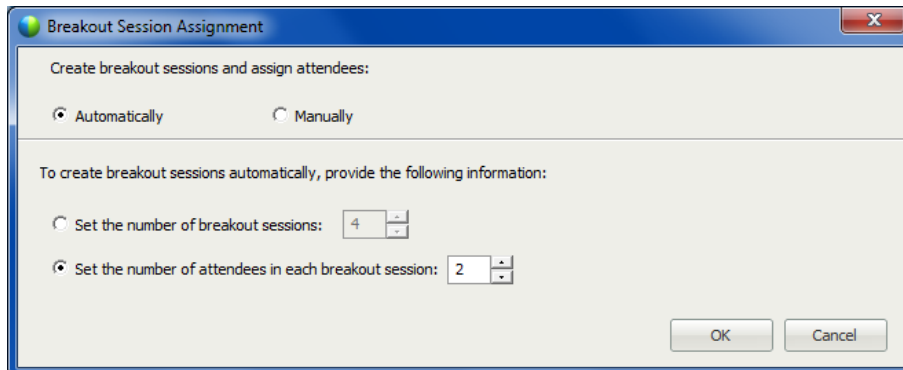 Breakout Session Assignment
Create breakout sessions and assign attendees:
Automatically Manually
To create breakout sessions automatically, provide the following information:
Set the number of breakout sessions: 4
Set the number of attendees in each breakout session: 2
OK Cancel